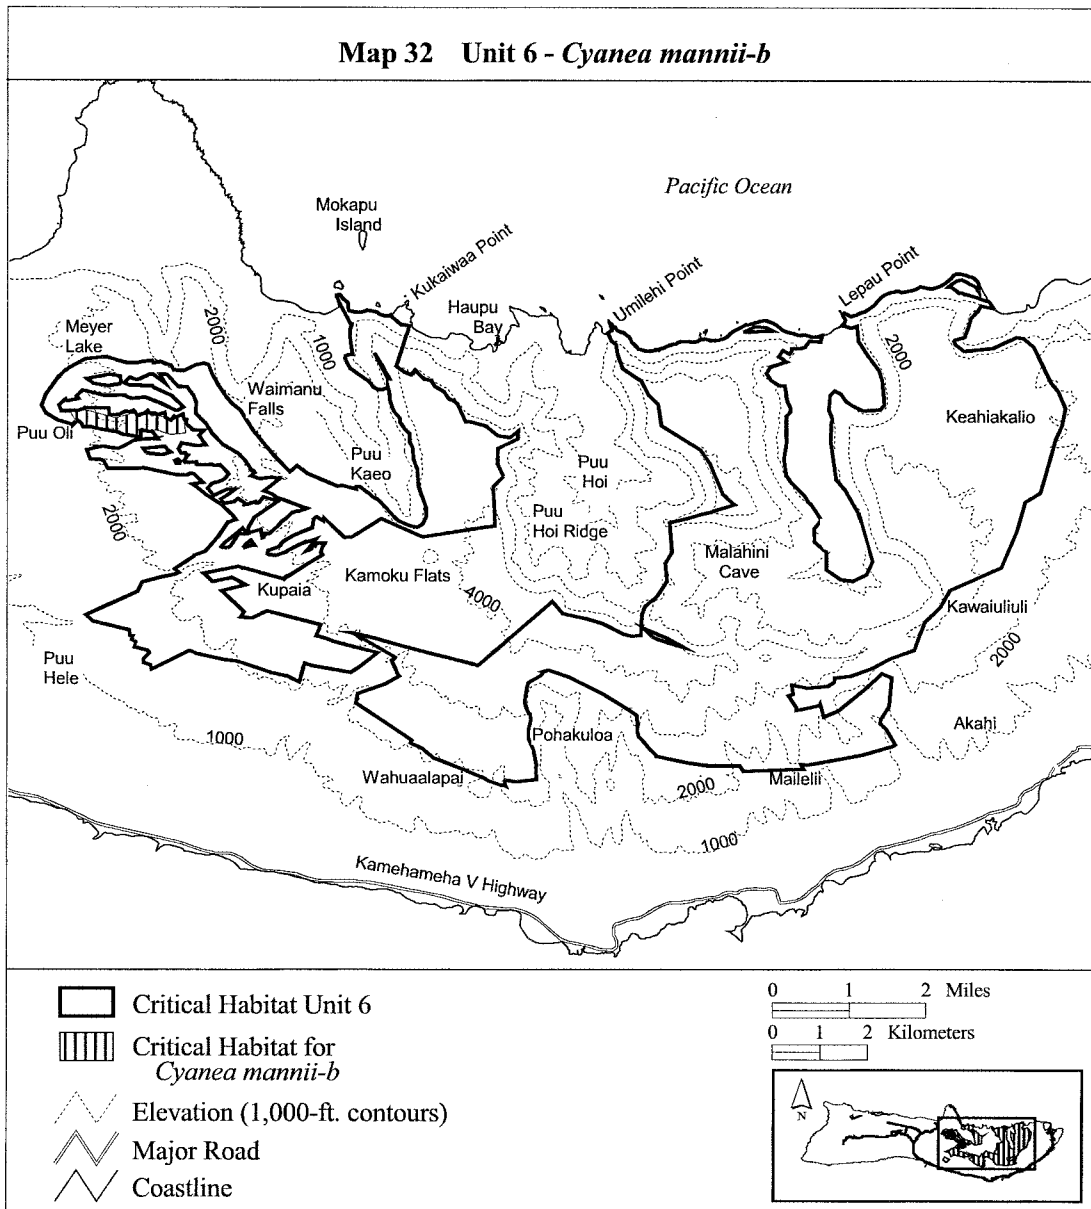 Map 32 Unit 6 - Cyanea mannii-b
Pacific Ocean
Mokapu
Island
Kukaiwaa Point
Haupu
Bay
Umilehi Point
Lepau Point
Meyer
Lake
2000
1000
2000
Waimanu
Falls
Keahiakalio
Puu Oli
Puu
Kaeo
Puu
Hoi
Puu
Hoi Ridge
2000
Malahini
Cave
Kamoku Flats
Kupaia
4000
Kawaiuliuli
2000
Puu
Hele
Akahi
1000
Pohakuloa
Wahuaalapai
Mailelii
2000
1000
Kamehameha V Highway
Critical Habitat Unit 6
Critical Habitat for
Cyanea mannii-b
Elevation (1,000-ft. contours)
Major Road
Coastline
0 1 2 Miles
0 1 2 Kilometers
N